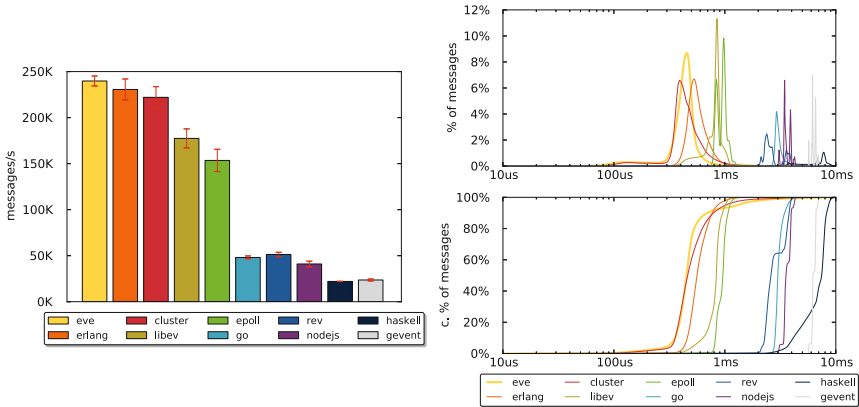 messages/s
250K
200K
150K
100K
50K
0K
eve cluster epoll rev haskell
erlang libev go nodejs gevent
% of messages
12%
10%
8%
6%
4%
2%
0%
10us 100us 1ms 10ms
c. % of messages
100%
80%
60%
40%
20%
0%
10us 100us 1ms 10ms
eve cluster epoll rev haskell
erlang libev go nodejs gevent